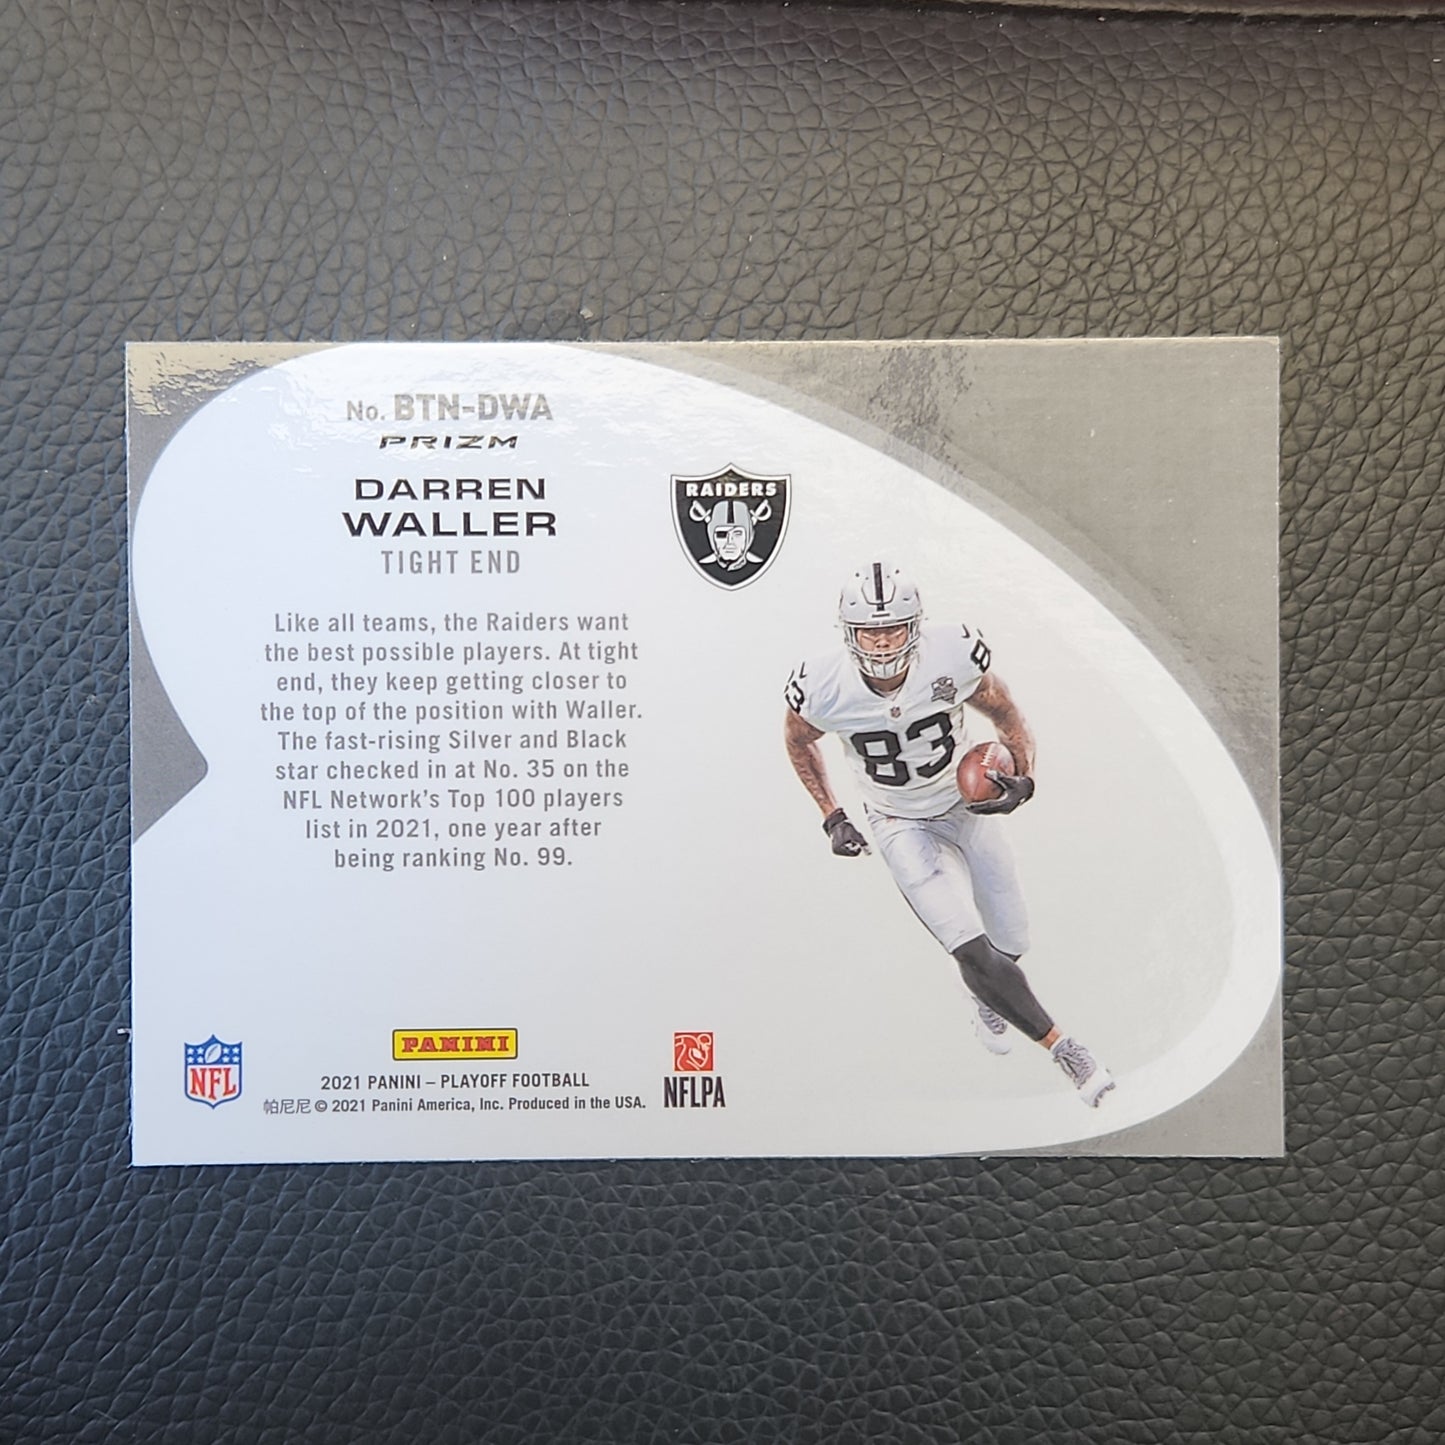 No. BTN-DWA
PRIZM
DARREN
WALLER
TIGHT END
RAIDERS
Like all teams, the Raiders want
the best possible players. At tight
end, they keep getting closer to
the top of the position with Waller.
The fast-rising Silver and Black
star checked in at No. 35 on the
NFL Network's Top 100 players
list in 2021, one year after
being ranking No. 99.
83
83
83
NFL
PANINI
2021 PANINI – PLAYOFF FOOTBALL
帕尼尼 © 2021 Panini America, Inc. Produced in the USA.
NFLPA